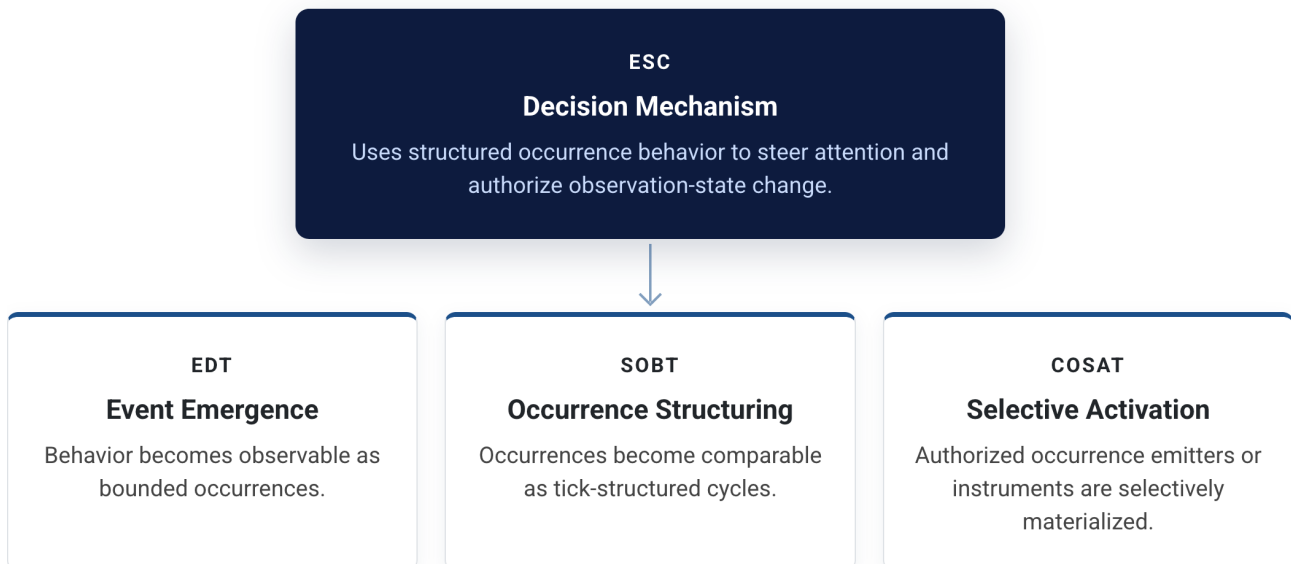 ESC
Decision Mechanism
Uses structured occurrence behavior to steer attention and
authorize observation-state change.
EDT
Event Emergence
Behavior becomes observable as
bounded occurrences.
SOBT
Occurrence Structuring
Occurrences become comparable
as tick-structured cycles.
COSAT
Selective Activation
Authorized occurrence emitters or
instruments are selectively
materialized.